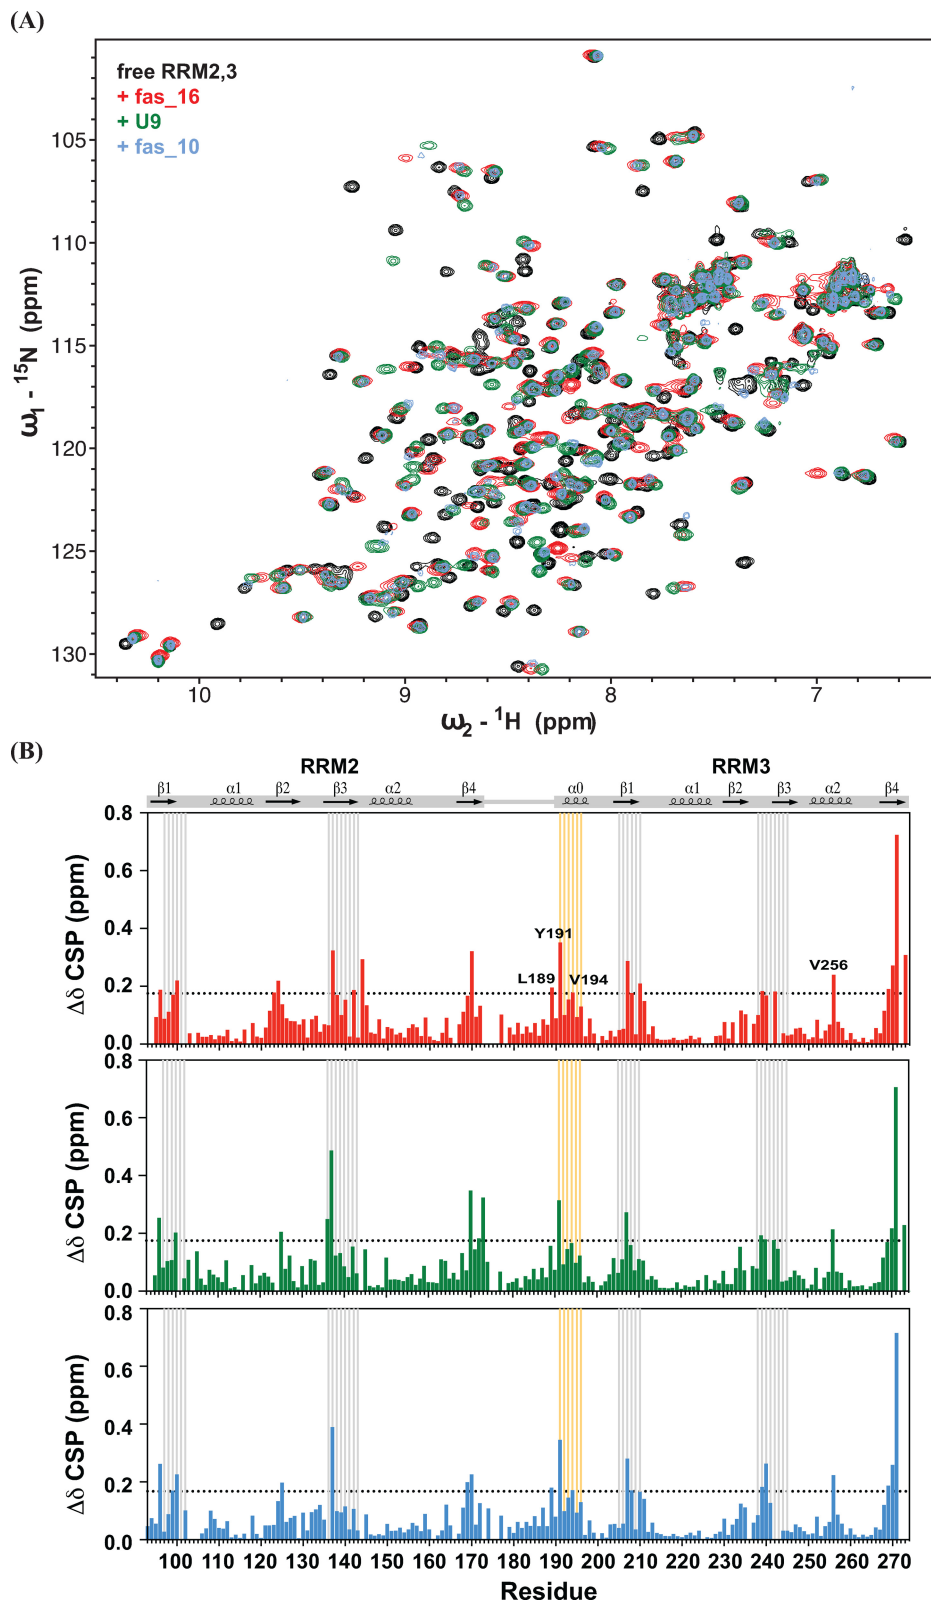 (A)
free RRM2,3
+ fas_16
+ U9
+ fas_10
105
110
115
120
125
130
ω1 - 15N (ppm)
10 9 8 7
ω2 - 1H (ppm)
(B)
RRM2 RRM3
β1 α1 β2 β3 α2 β4 α0 β1 α1 β2 β3 α2 β4
0.8
0.6
0.4
0.2
0.0
Δδ CSP (ppm)
Y191
L189
V194
V256
0.8
0.6
0.4
0.2
0.0
Δδ CSP (ppm)
0.8
0.6
0.4
0.2
0.0
Δδ CSP (ppm)
100 110 120 130 140 150 160 170 180 190 200 210 220 230 240 250 260 270
Residue